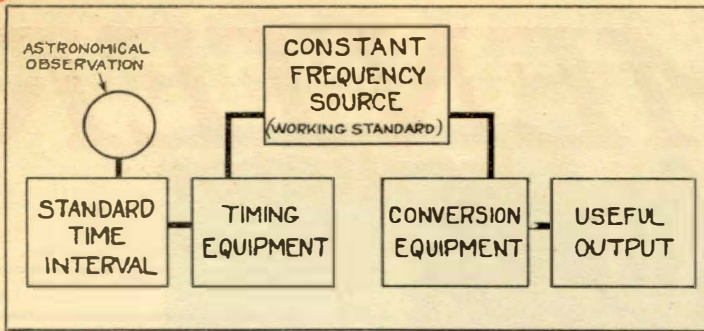 ASTRONOMICAL
OBSERVATION
CONSTANT
FREQUENCY
SOURCE
(WORKING STANDARD)
STANDARD
TIME
INTERVAL
TIMING
EQUIPMENT
CONVERSION
EQUIPMENT
USEFUL
OUTPUT